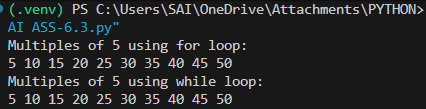 (.venv) PS C:\Users\SAI\OneDrive\Attachments\PYTHON>
AI ASS-6.3.py"
Multiples of 5 using for loop:
5 10 15 20 25 30 35 40 45 50
Multiples of 5 using while loop:
5 10 15 20 25 30 35 40 45 50